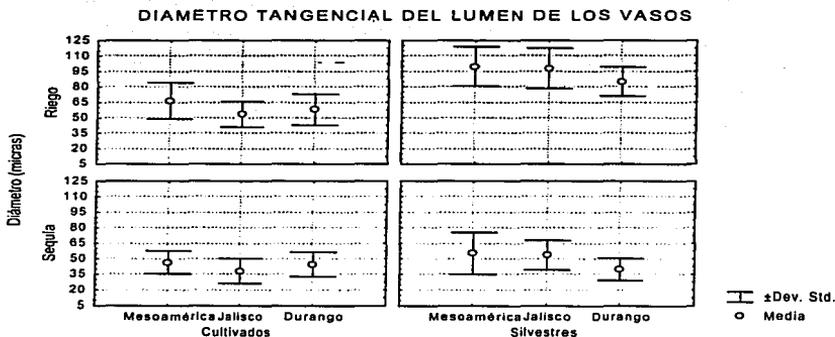 DIAMETRO TANGENCIAL DEL LUMEN DE LOS VASOS
Diámetro (micras)
Riego
125
110
95
80
65
50
35
20
5
Sequía
125
110
95
80
65
50
35
20
5
Mesoamérica Jalisco Durango
Cultivados
Mesoamérica Jalisco Durango
Silvestres
±Dev. Std.
Media